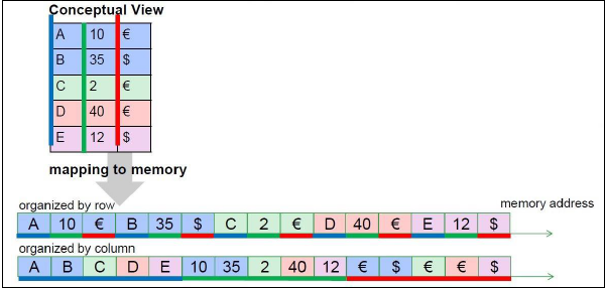 Conceptual View
A 10 €
B 35 $
C 2 €
D 40 €
E 12 $
mapping to memory
organized by row
memory address
A 10 € B 35 $ C 2 € D 40 € E 12 $
organized by column
A B C D E 10 35 2 40 12 € $ € € $